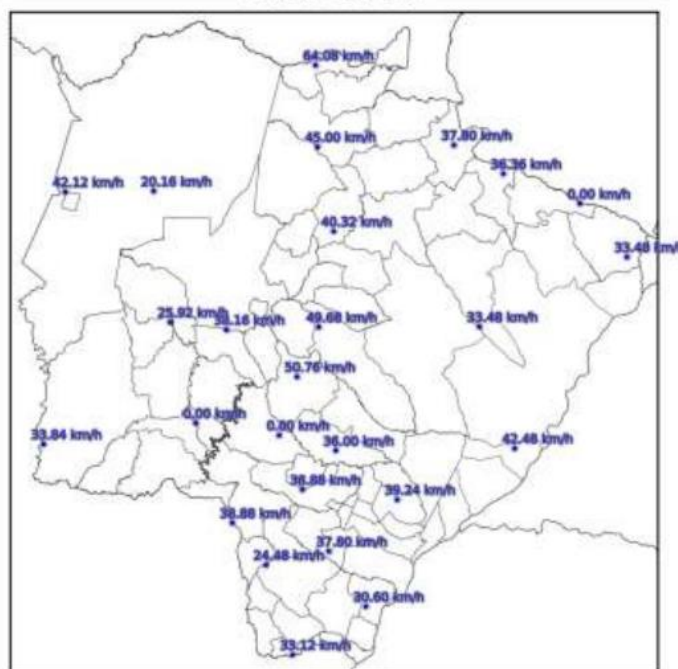 64.08 km/h
45.00 km/h
37.80 km/h
36.36 km/h
42.12 km/h
20.16 km/h
0.00 km/h
40.32 km/h
33.48 km/h
25.92 km/h
49.68 km/h
33.48 km/h
50.76 km/h
0.00 km/h
0.00 km/h
33.84 km/h
36.00 km/h
42.48 km/h
38.88 km/h
39.24 km/h
38.88 km/h
37.80 km/h
24.48 km/h
30.60 km/h
33.12 km/h